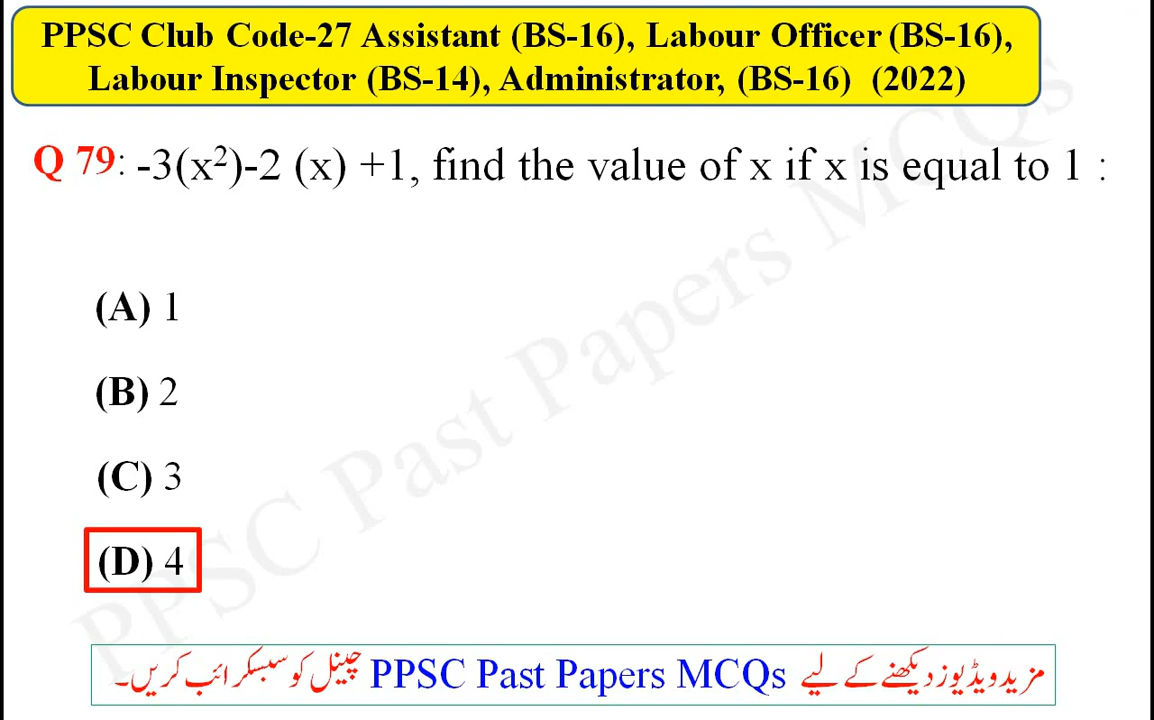 PPSC Club Code-27 Assistant (BS-16), Labour Officer (BS-16),
Labour Inspector (BS-14), Administrator, (BS-16) (2022)
Q 79: -3(x²)-2 (x) +1, find the value of x if x is equal to 1 :
(A) 1
(B) 2
(C) 3
(D) 4
مزید ویڈیوز دیکھنے کے لیے PPSC Past Papers MCQs چینل کو سبسکرائب کریں۔
PPSC Past Papers MCQs